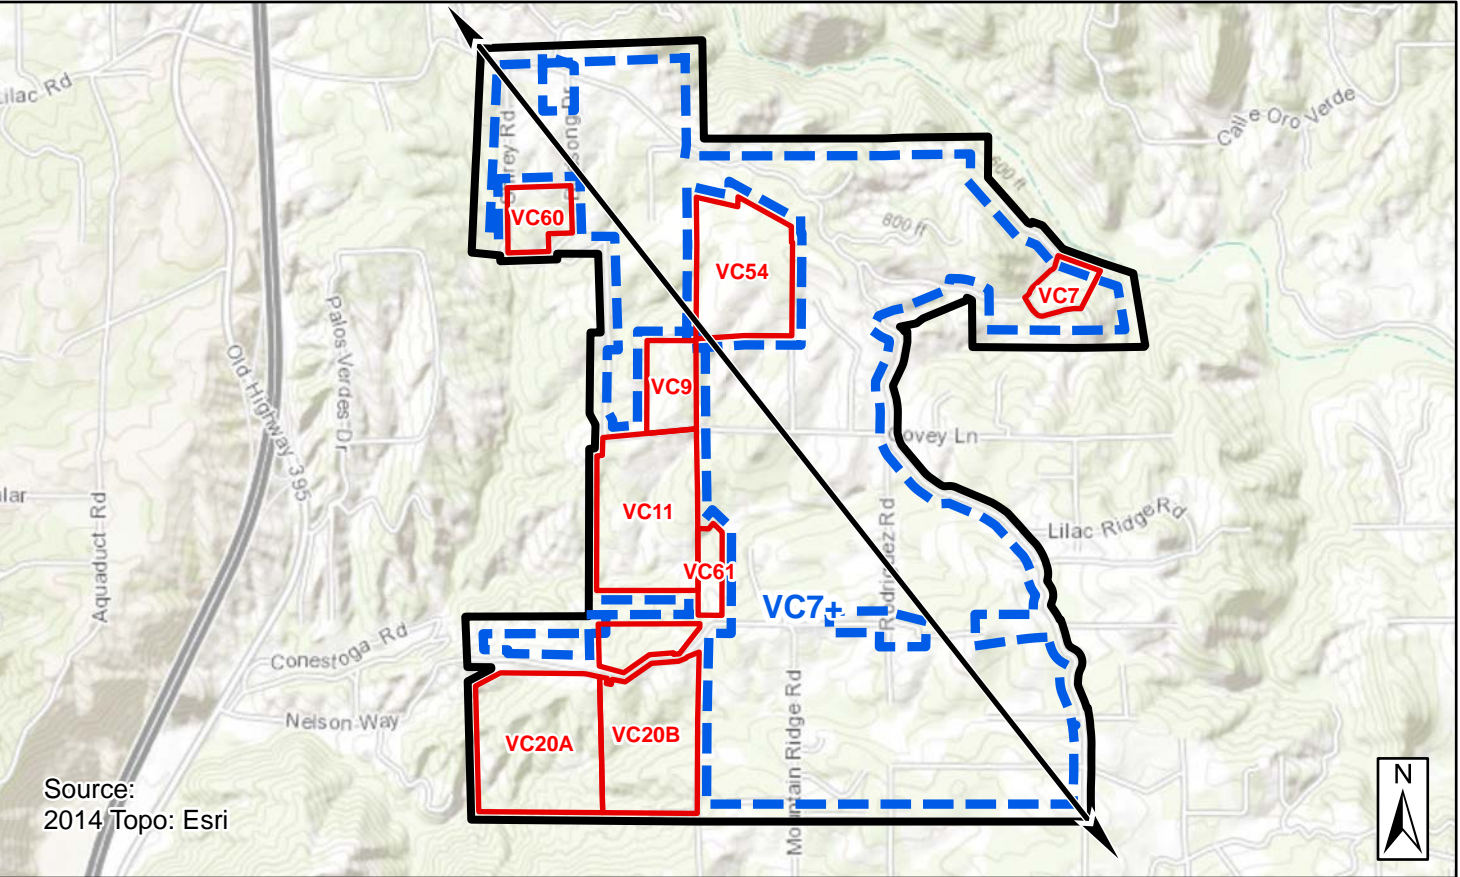 Lilac Rd
Calle Oro Verde
600 ft
VC60
800 ft
VC54
VC7
Palos Verdes Dr
Old Highway 395
VC9
Covey Ln
VC11
Aquaduct Rd
Rodriguez Rd
Lilac Ridge Rd
VC61
VC7+
Conestoga Rd
Nelson Way
Mountain Ridge Rd
VC20A
VC20B
Source:
2014 Topo: Esri
N